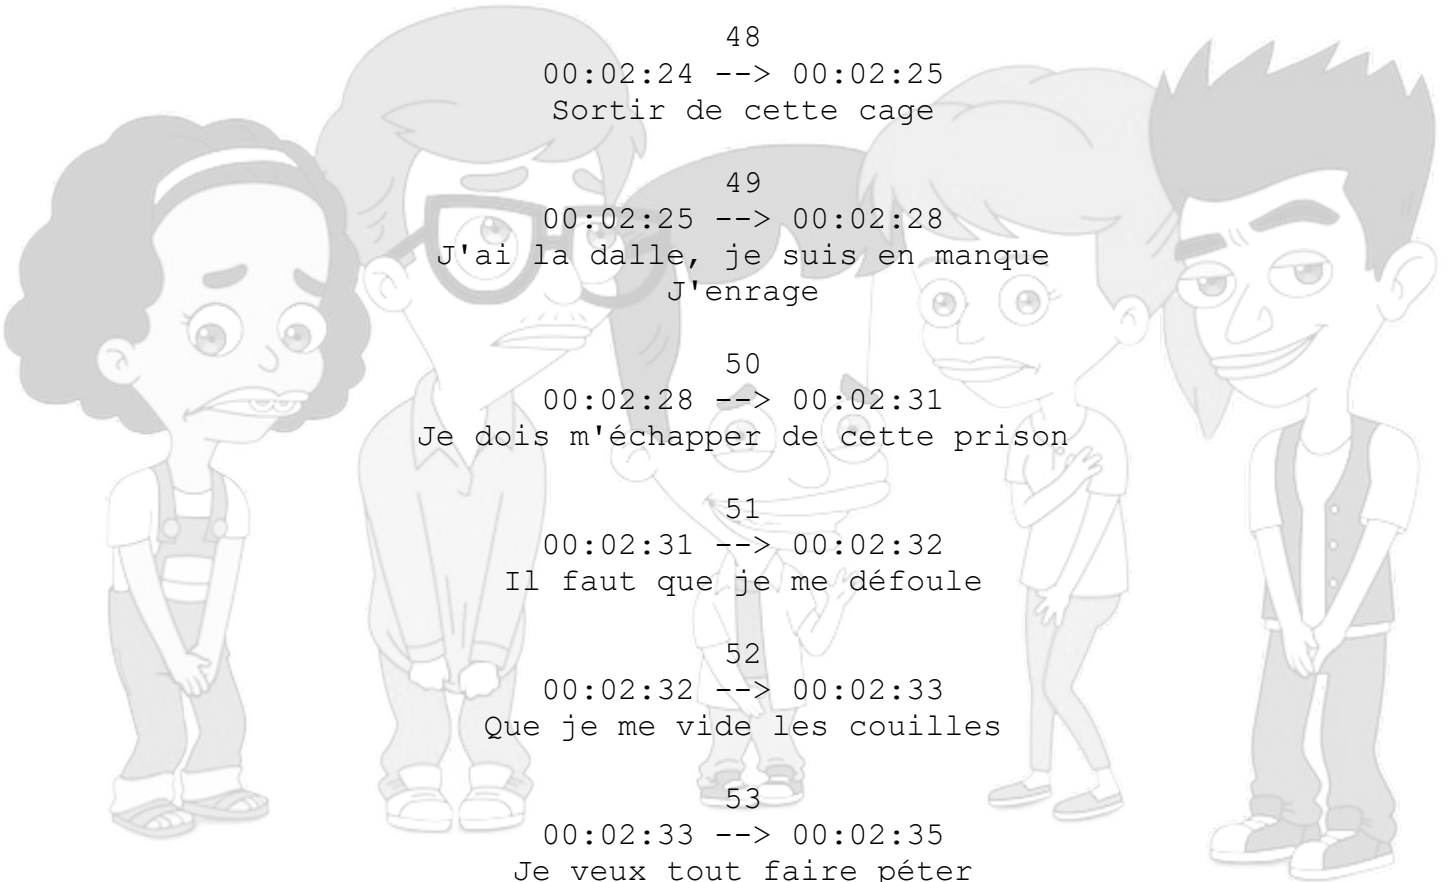 48
00:02:24 --> 00:02:25
Sortir de cette cage
49
00:02:25 --> 00:02:28
J'ai la dalle, je suis en manque
J'enrage
50
00:02:28 --> 00:02:31
Je dois m'échapper de cette prison
51
00:02:31 --> 00:02:32
Il faut que je me défoule
52
00:02:32 --> 00:02:33
Que je me vide les couilles
53
00:02:33 --> 00:02:35
Je veux tout faire péter